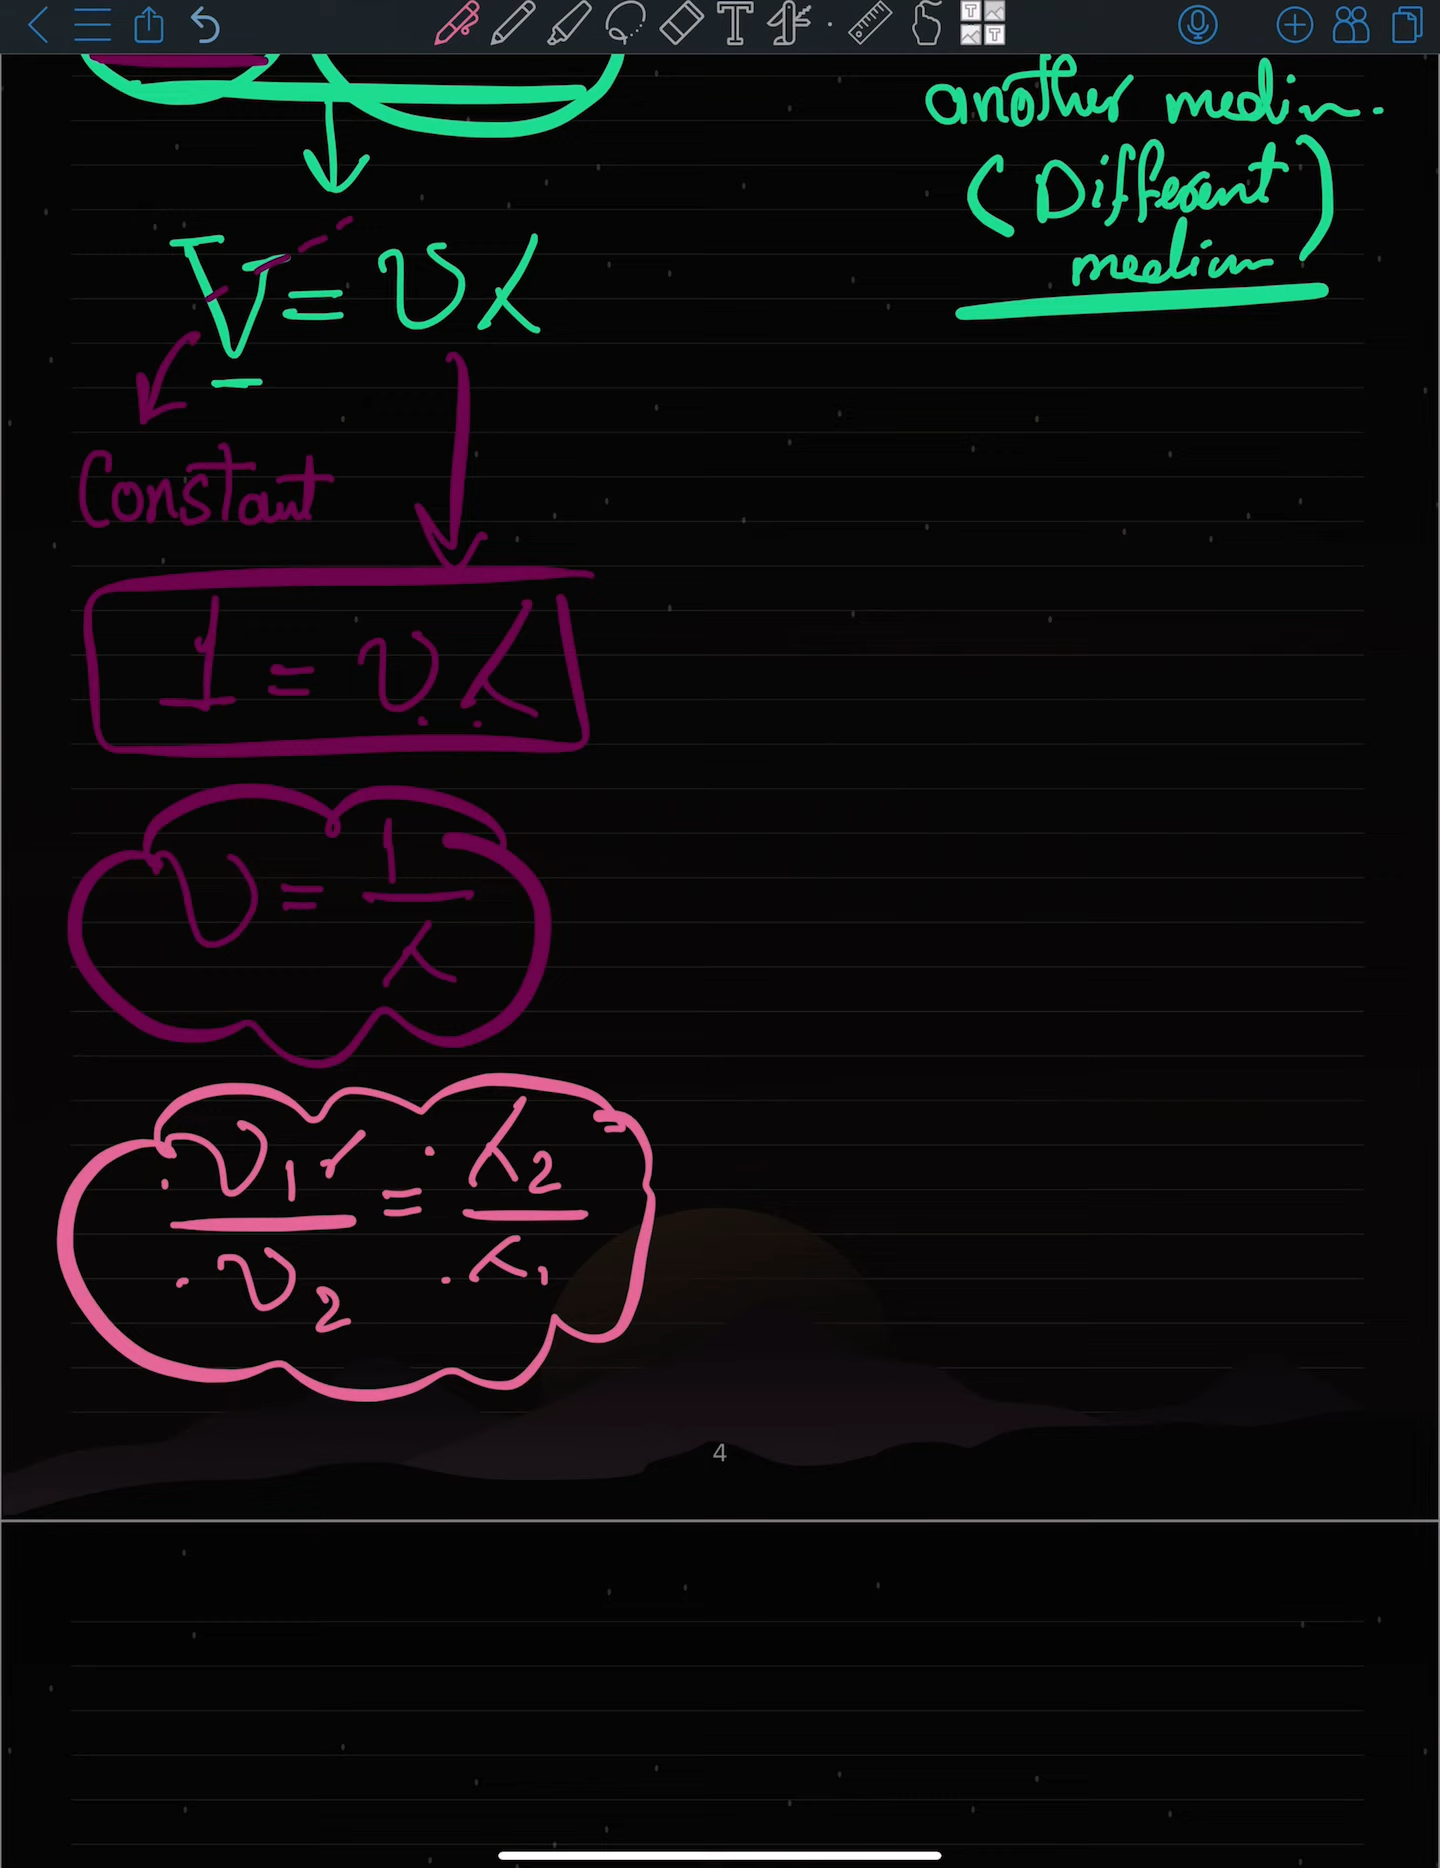 another medium.
(Different
medium)
V = υλ
Constant
1 = υλ
υ = 1/λ
υ1/υ2 = λ2/λ1
4